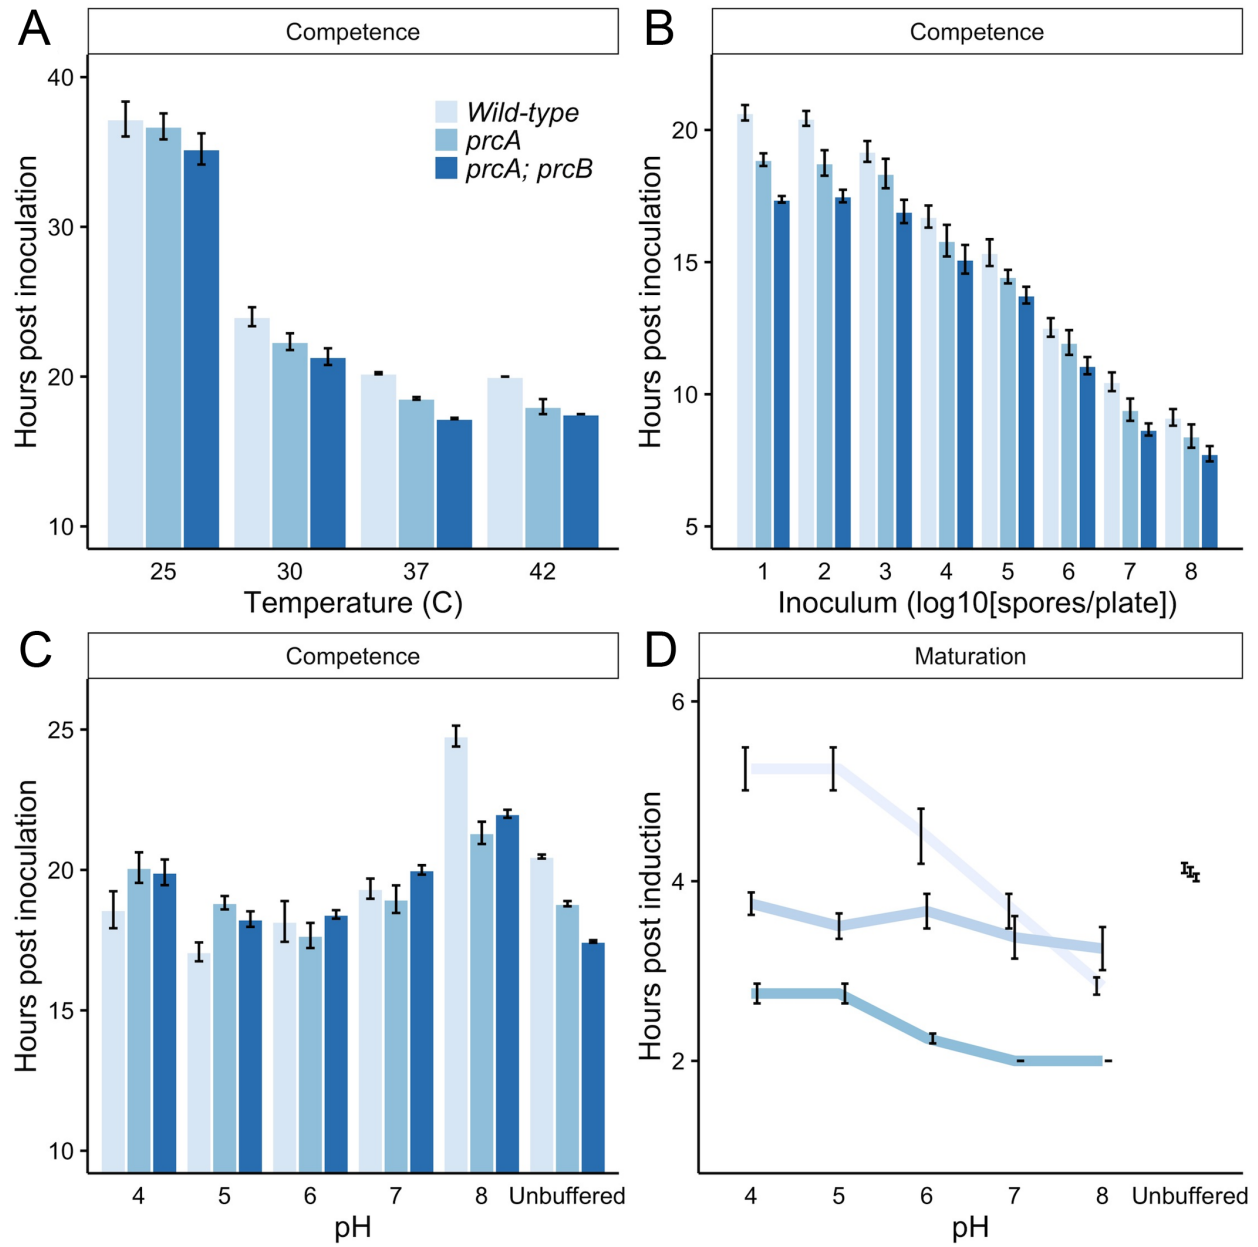 A
Competence
40
30
20
10
Hours post inoculation
Wild-type
prcA
prcA; prcB
25 30 37 42
Temperature (C)
B
Competence
20
15
10
5
Hours post inoculation
1 2 3 4 5 6 7 8
Inoculum (log10[spores/plate])
C
Competence
25
20
15
10
Hours post inoculation
4 5 6 7 8 Unbuffered
pH
D
Maturation
6
4
2
Hours post induction
4 5 6 7 8 Unbuffered
pH